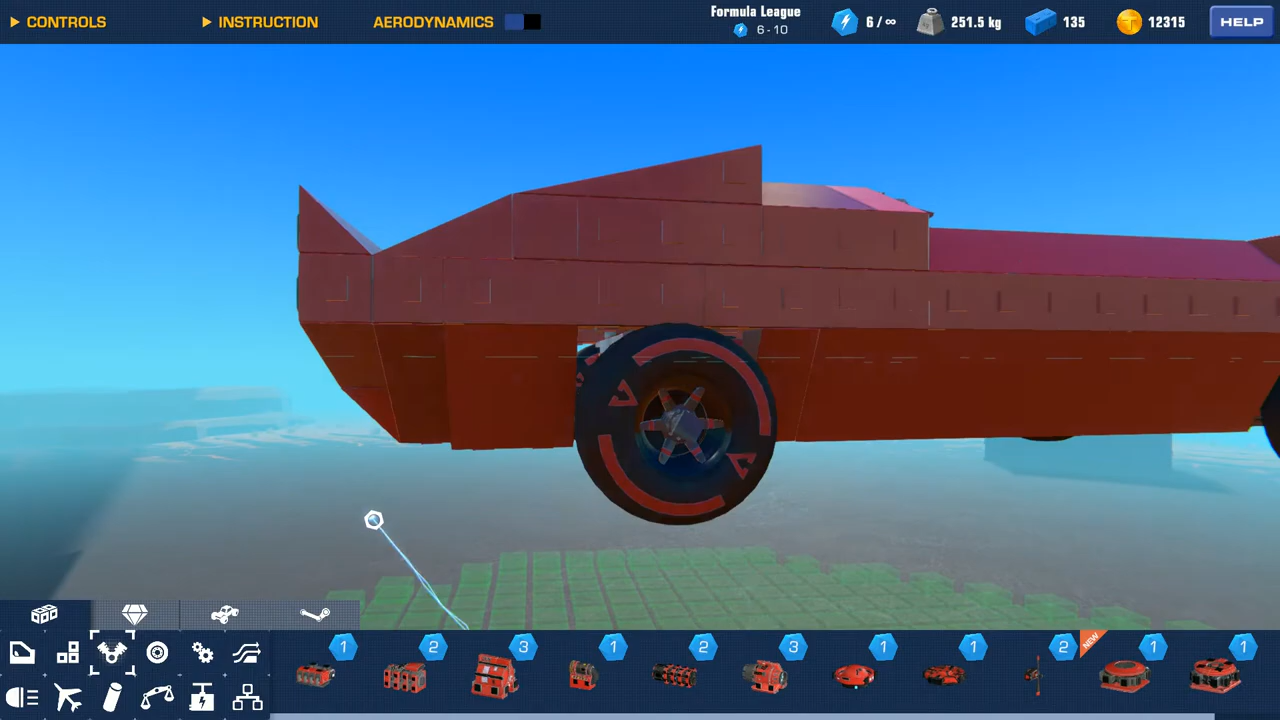 CONTROLS
INSTRUCTION
AERODYNAMICS
Formula League
6 - 10
6 / ∞
251.5 kg
135
12315
HELP
1
2
3
1
2
3
1
1
2
NEW
1
1